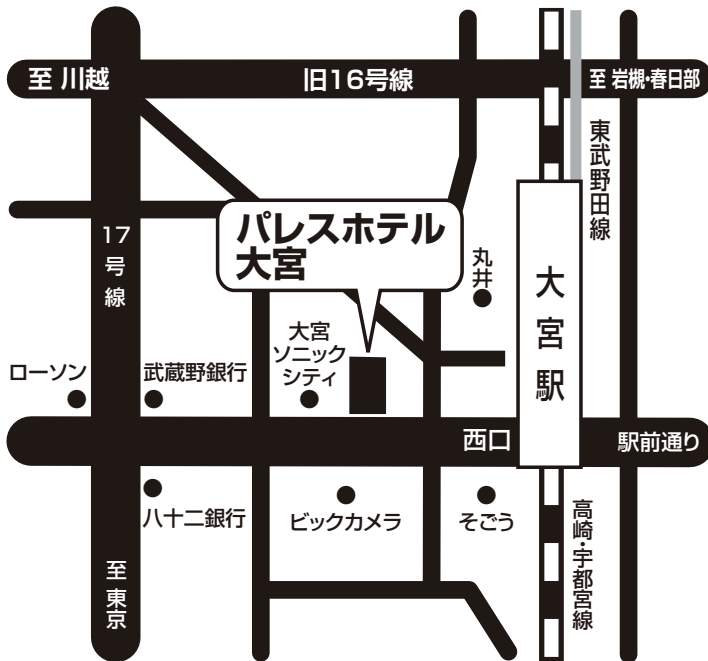 至 川越
旧16号線
至 岩槻・春日部
東武野田線
17号線
パレスホテル
大宮
丸井
大宮駅
大宮
ソニック
シティ
ローソン
武蔵野銀行
西口
駅前通り
八十二銀行
ビックカメラ
そごう
高崎・宇都宮線
至東京